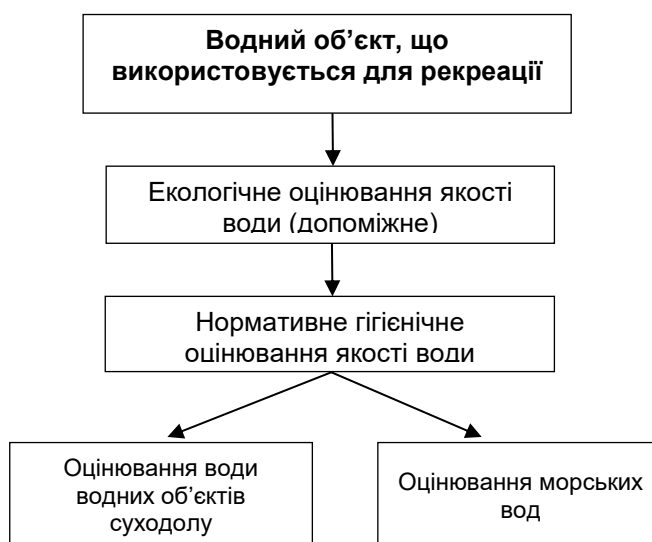 Водний об’єкт, що
використовується для рекреації
Екологічне оцінювання якості
води (допоміжне)
Нормативне гігієнічне
оцінювання якості води
Оцінювання води
водних об’єктів
суходолу
Оцінювання морських
вод